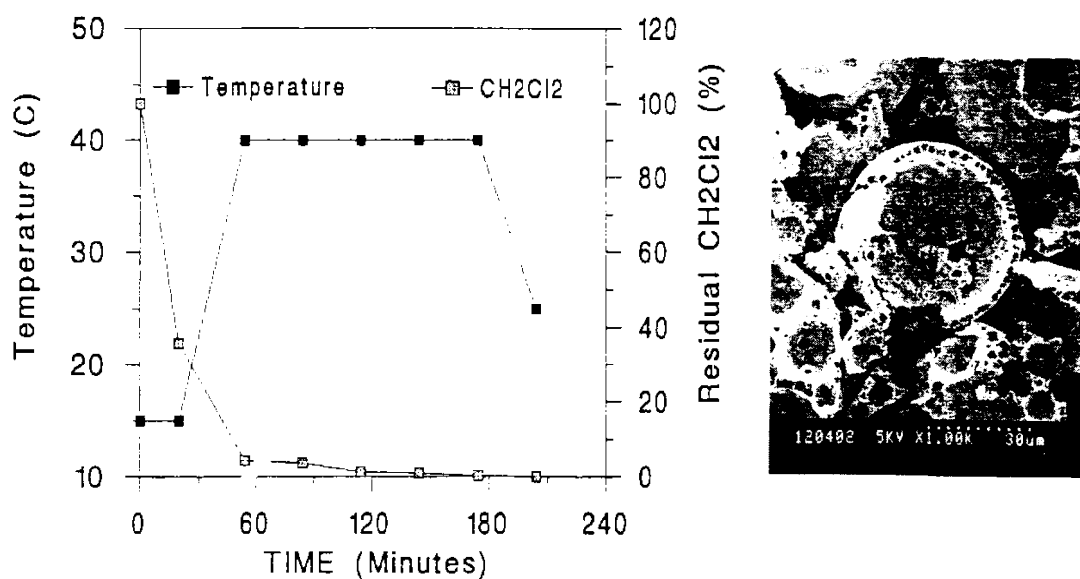 50
40
30
20
10
Temperature (C)
Temperature
CH2Cl2
120
100
80
60
40
20
0
Residual CH2Cl2 (%)
0 60 120 180 240
TIME (Minutes)
120402 5KV X1.00K 30um